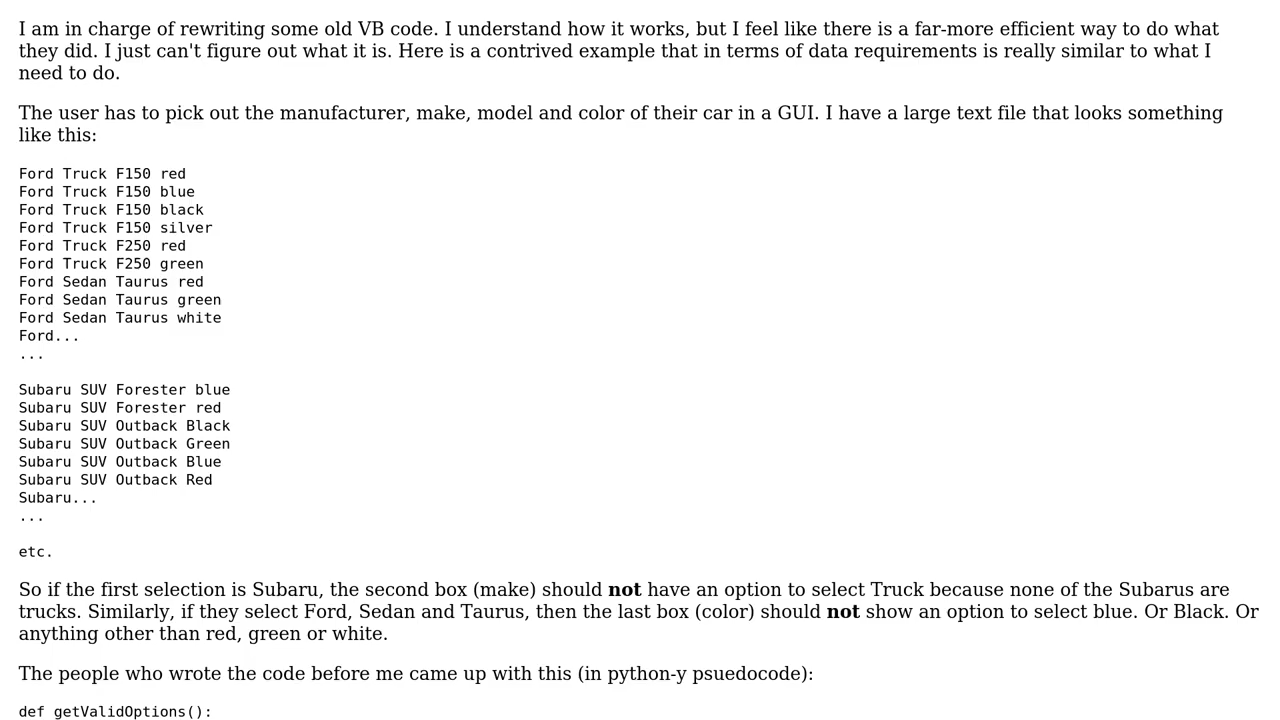 I am in charge of rewriting some old VB code. I understand how it works, but I feel like there is a far-more efficient way to do what
they did. I just can't figure out what it is. Here is a contrived example that in terms of data requirements is really similar to what I
need to do.
The user has to pick out the manufacturer, make, model and color of their car in a GUI. I have a large text file that looks something
like this:
Ford Truck F150 red
Ford Truck F150 blue
Ford Truck F150 black
Ford Truck F150 silver
Ford Truck F250 red
Ford Truck F250 green
Ford Sedan Taurus red
Ford Sedan Taurus green
Ford Sedan Taurus white
Ford...
...
Subaru SUV Forester blue
Subaru SUV Forester red
Subaru SUV Outback Black
Subaru SUV Outback Green
Subaru SUV Outback Blue
Subaru SUV Outback Red
Subaru...
...
etc.
So if the first selection is Subaru, the second box (make) should not have an option to select Truck because none of the Subarus are
trucks. Similarly, if they select Ford, Sedan and Taurus, then the last box (color) should not show an option to select blue. Or Black. Or
anything other than red, green or white.
The people who wrote the code before me came up with this (in python-y psuedocode):
def getValidOptions():